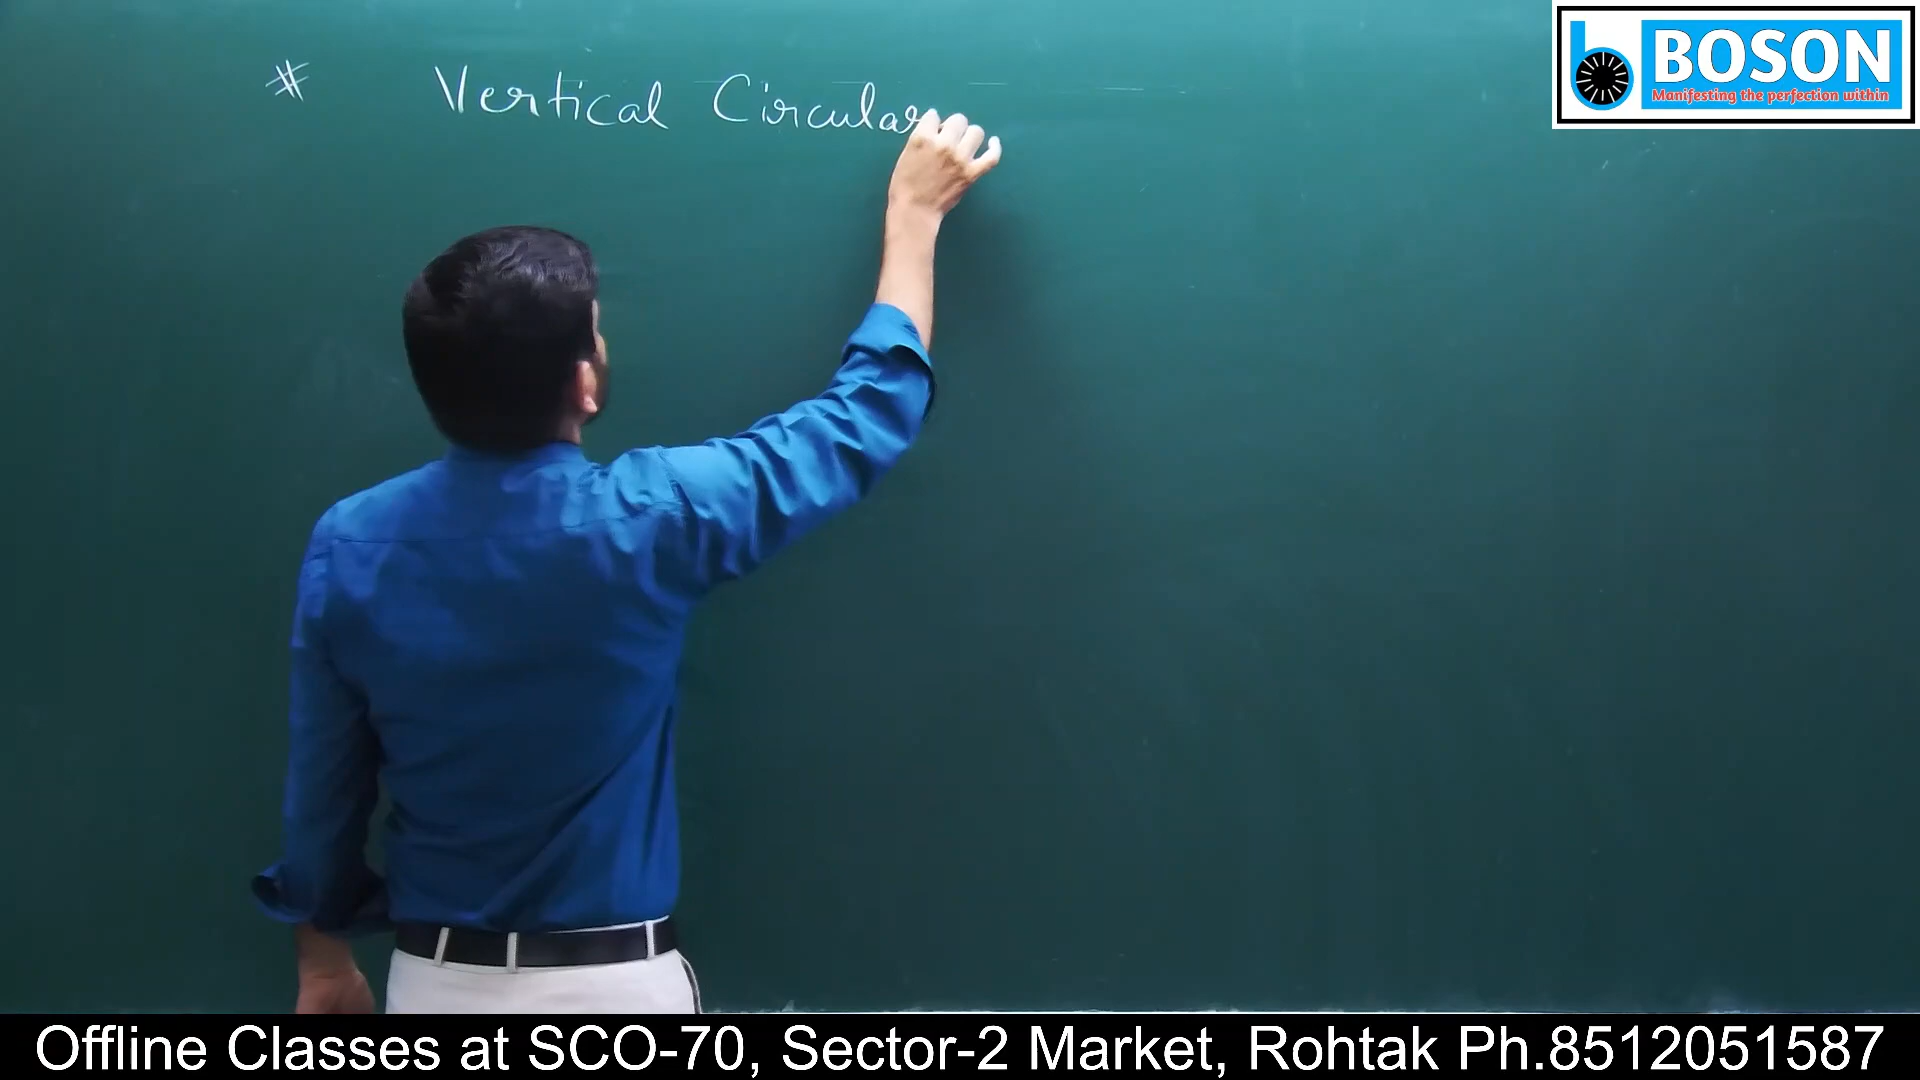 # Vertical Circular
BOSON
Manifesting the perfection within
Offline Classes at SCO-70, Sector-2 Market, Rohtak Ph.8512051587